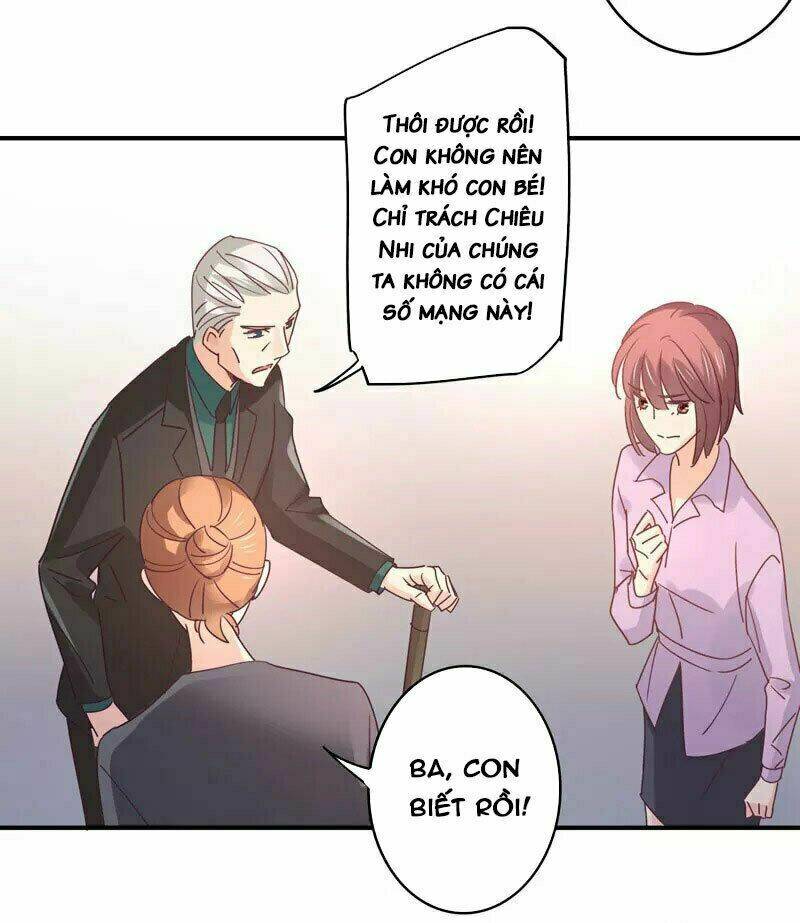 THÔI ĐƯỢC RỒI!
CON KHÔNG NÊN
LÀM KHÓ CON BÉ!
CHỈ TRÁCH CHIÊU
NHI CỦA CHÚNG
TA KHÔNG CÓ CÁI
SỐ MẠNG NÀY!
BA, CON
BIẾT RỒI!